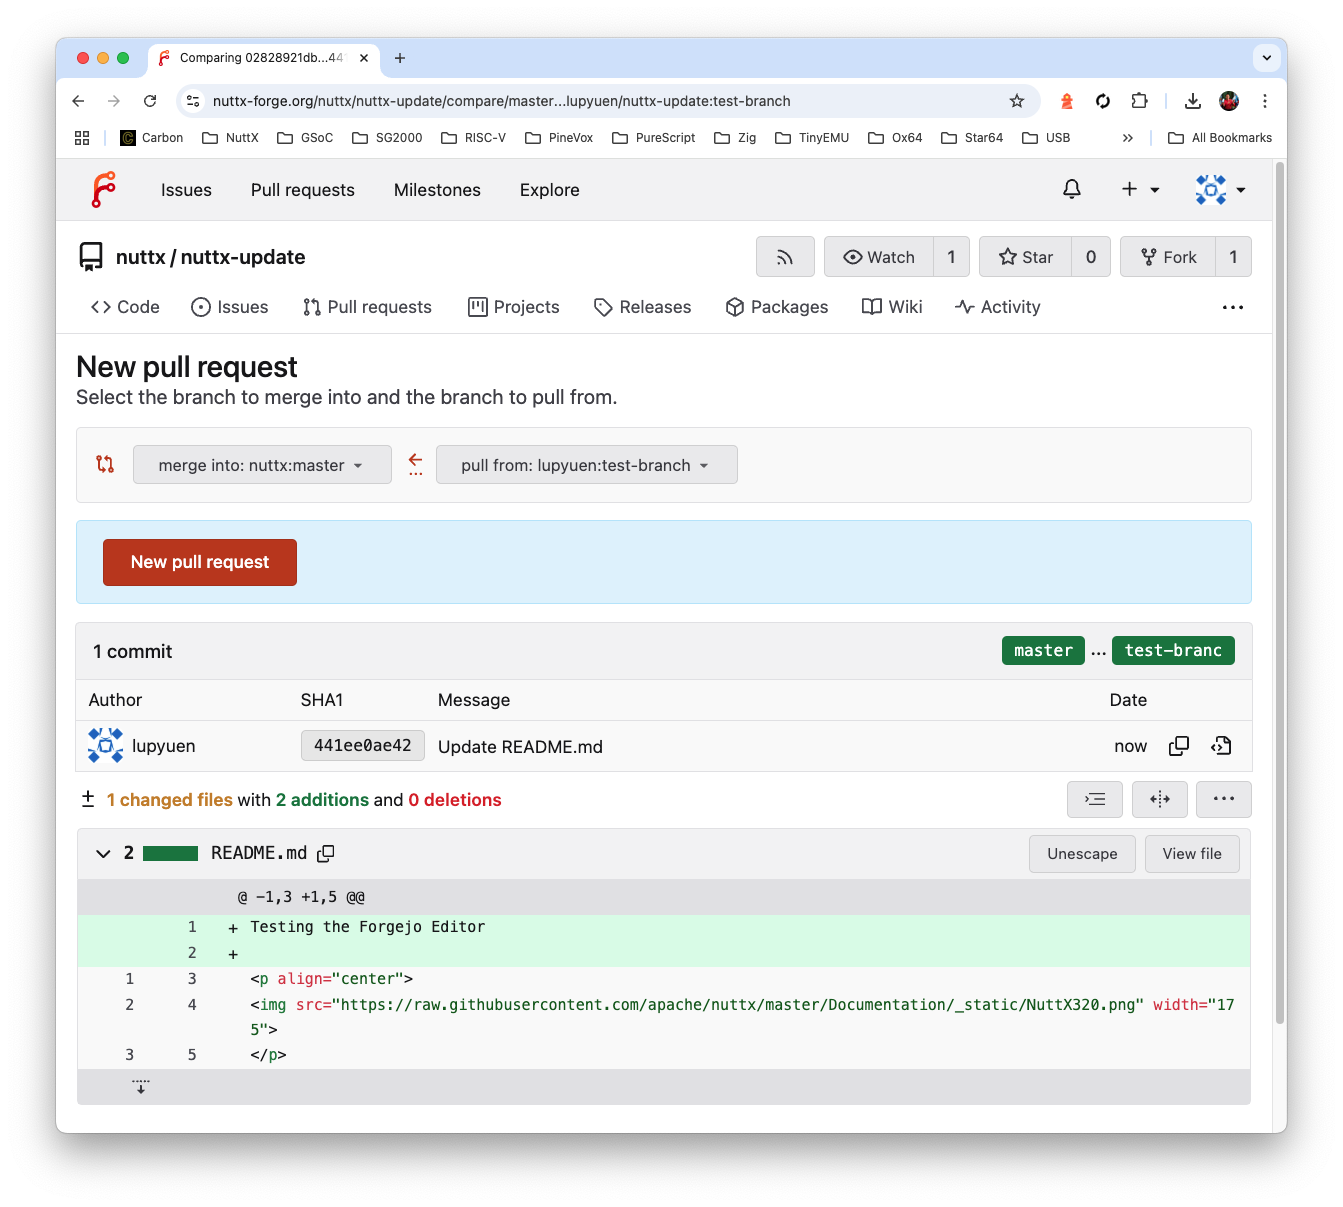 Comparing 02828921db...44
nuttx-forge.org/nuttx/nuttx-update/compare/master...lupyuen/nuttx-update:test-branch
Carbon NuttX GSoC SG2000 RISC-V PineVox PureScript Zig TinyEMU Ox64 Star64 USB » All Bookmarks
Issues Pull requests Milestones Explore
nuttx / nuttx-update Watch 1 Star 0 Fork 1
Code Issues Pull requests Projects Releases Packages Wiki Activity
New pull request
Select the branch to merge into and the branch to pull from.
merge into: nuttx:master pull from: lupyuen:test-branch
New pull request
1 commit master ... test-branc
Author SHA1 Message Date
lupyuen 441ee0ae42 Update README.md now
1 changed files with 2 additions and 0 deletions
2 README.md Unescape View file
@ -1,3 +1,5 @@
1 + Testing the Forgejo Editor
2 +
1 3 <p align="center">
2 4 <img src="https://raw.githubusercontent.com/apache/nuttx/master/Documentation/_static/NuttX320.png" width="17
5">
3 5 </p>